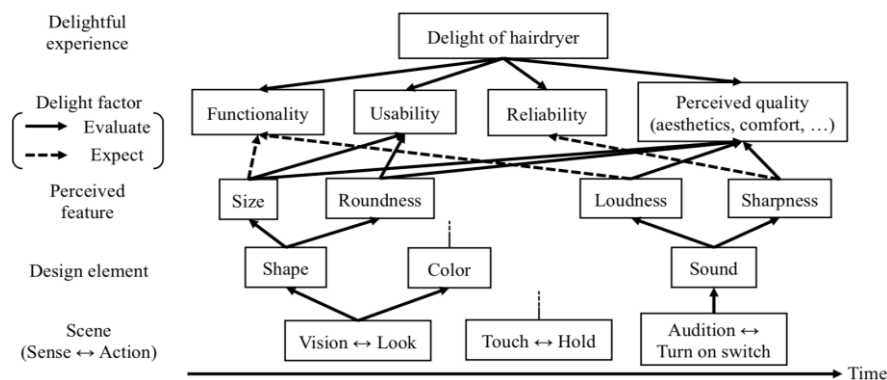 Delightful
experience
Delight of hairdryer
Delight factor
Evaluate
Expect
Functionality
Usability
Reliability
Perceived quality
(aesthetics, comfort, …)
Perceived
feature
Size
Roundness
Loudness
Sharpness
Design element
Shape
Color
Sound
Scene
(Sense ↔ Action)
Vision ↔ Look
Touch ↔ Hold
Audition ↔
Turn on switch
Time